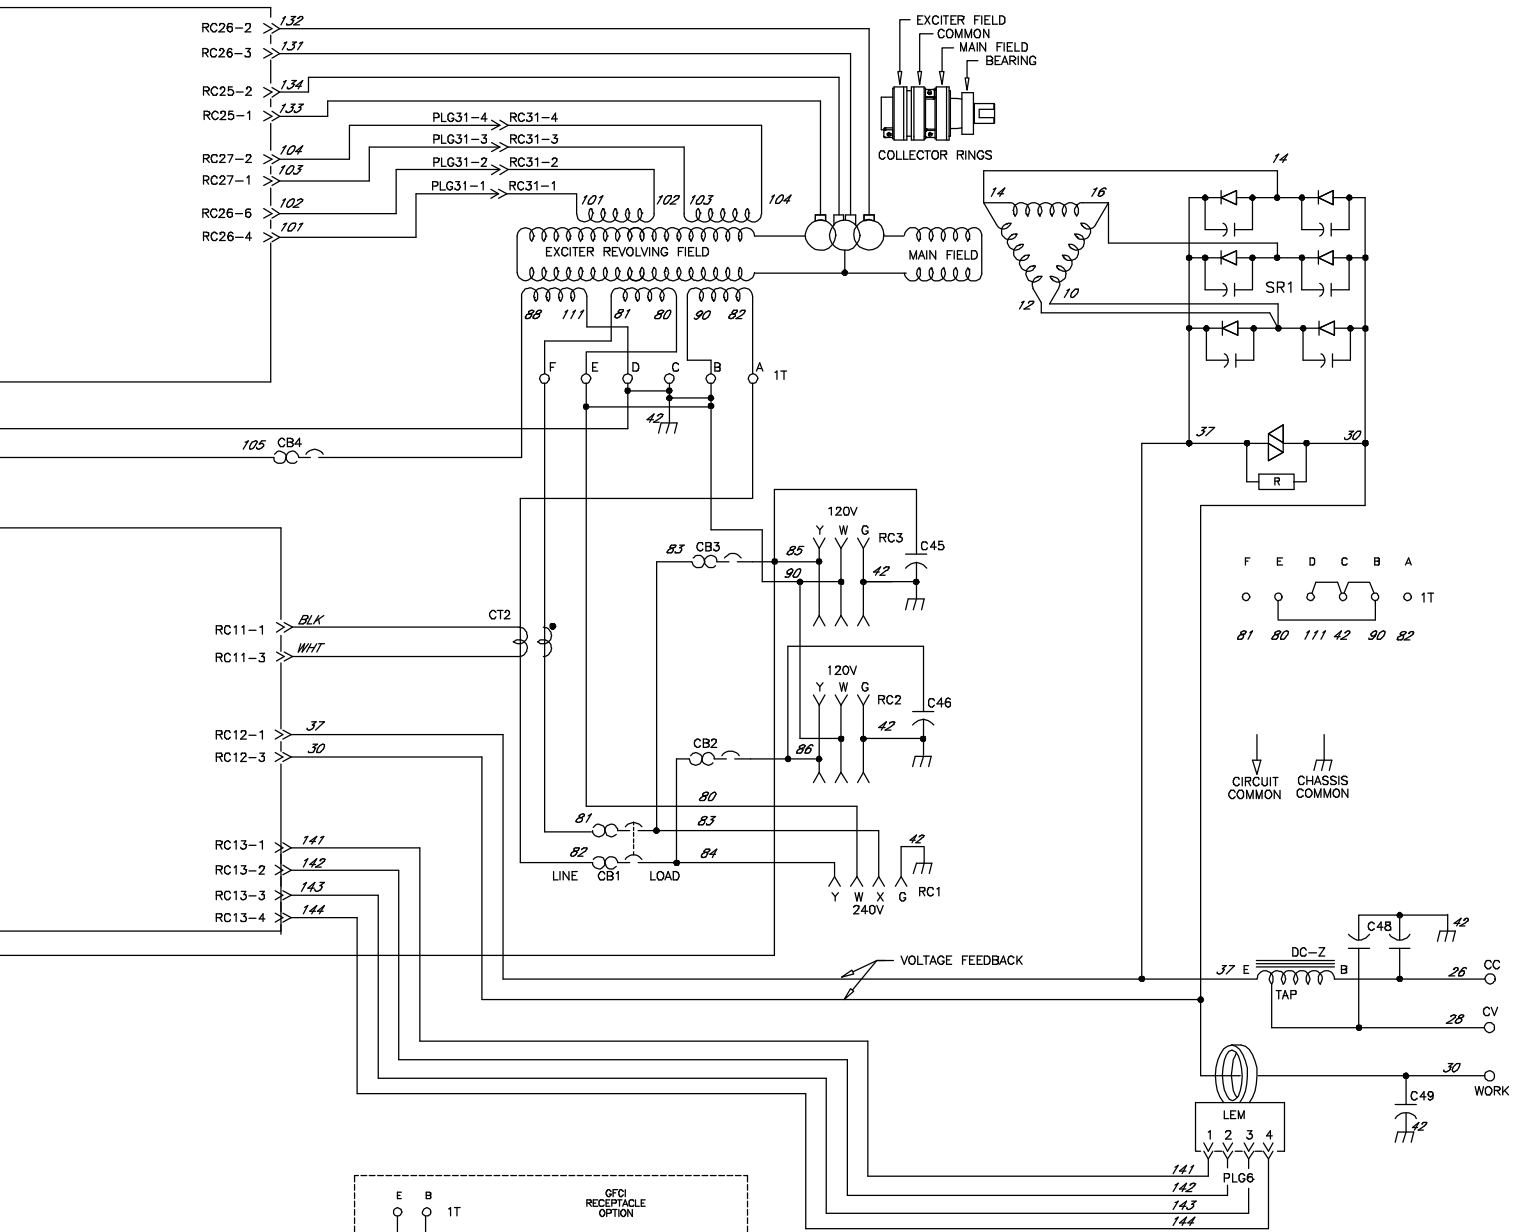 RC26-2 132
RC26-3 131
RC25-2 134
RC25-1 133
RC27-2 104
RC27-1 103
RC26-6 102
RC26-4 101
PLG31-4 RC31-4
PLG31-3 RC31-3
PLG31-2 RC31-2
PLG31-1 RC31-1
101 102 103 104
EXCITER FIELD
COMMON
MAIN FIELD
BEARING
COLLECTOR RINGS
EXCITER REVOLVING FIELD
MAIN FIELD
88 111 81 80 90 82
F E D C B A 1T
42
105 CB4
14
14 16
12 10
SR1
37 30
R
120V
Y W G
RC3
C45
83 CB3 85
90 42
F E D C B A
1T
81 80 111 42 90 82
RC11-1 BLK
RC11-3 WHT
CT2
120V
Y W G
RC2
C46
CB2 86 42
RC12-1 37
RC12-3 30
CIRCUIT
COMMON
CHASSIS
COMMON
80
81 83
82 84
LINE CB1 LOAD
42
Y W X G
RC1
240V
RC13-1 141
RC13-2 142
RC13-3 143
RC13-4 144
VOLTAGE FEEDBACK
C48 42
DC-Z
37 E B 26 CC
TAP
28 CV
30
WORK
C49
42
LEM
1 2 3 4
PLG6
141
142
143
144
E B
1T
GFCI
RECEPTACLE
OPTION